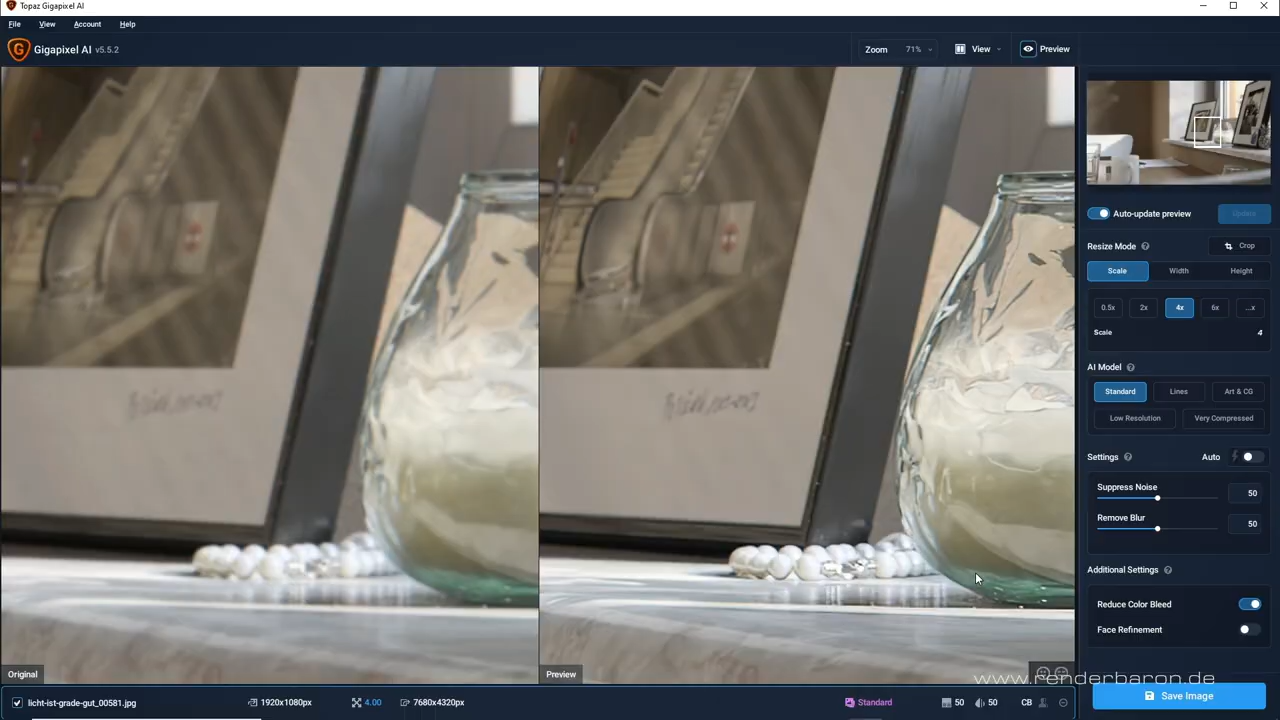 Topaz Gigapixel AI
File View Account Help
Gigapixel AI v5.5.2
Zoom 71% View Preview
Auto-update preview Update
Resize Mode Crop
Scale Width Height
0.5x 2x 4x 6x ...x
Scale 4
AI Model
Standard Lines Art & CG
Low Resolution Very Compressed
Settings Auto
Suppress Noise 50
Remove Blur 50
Additional Settings
Reduce Color Bleed
Face Refinement
Original
Preview
www.renderbaron.de
licht-ist-grade-gut_00581.jpg 1920x1080px 4.00 7680x4320px Standard 50 50 CB
Save Image